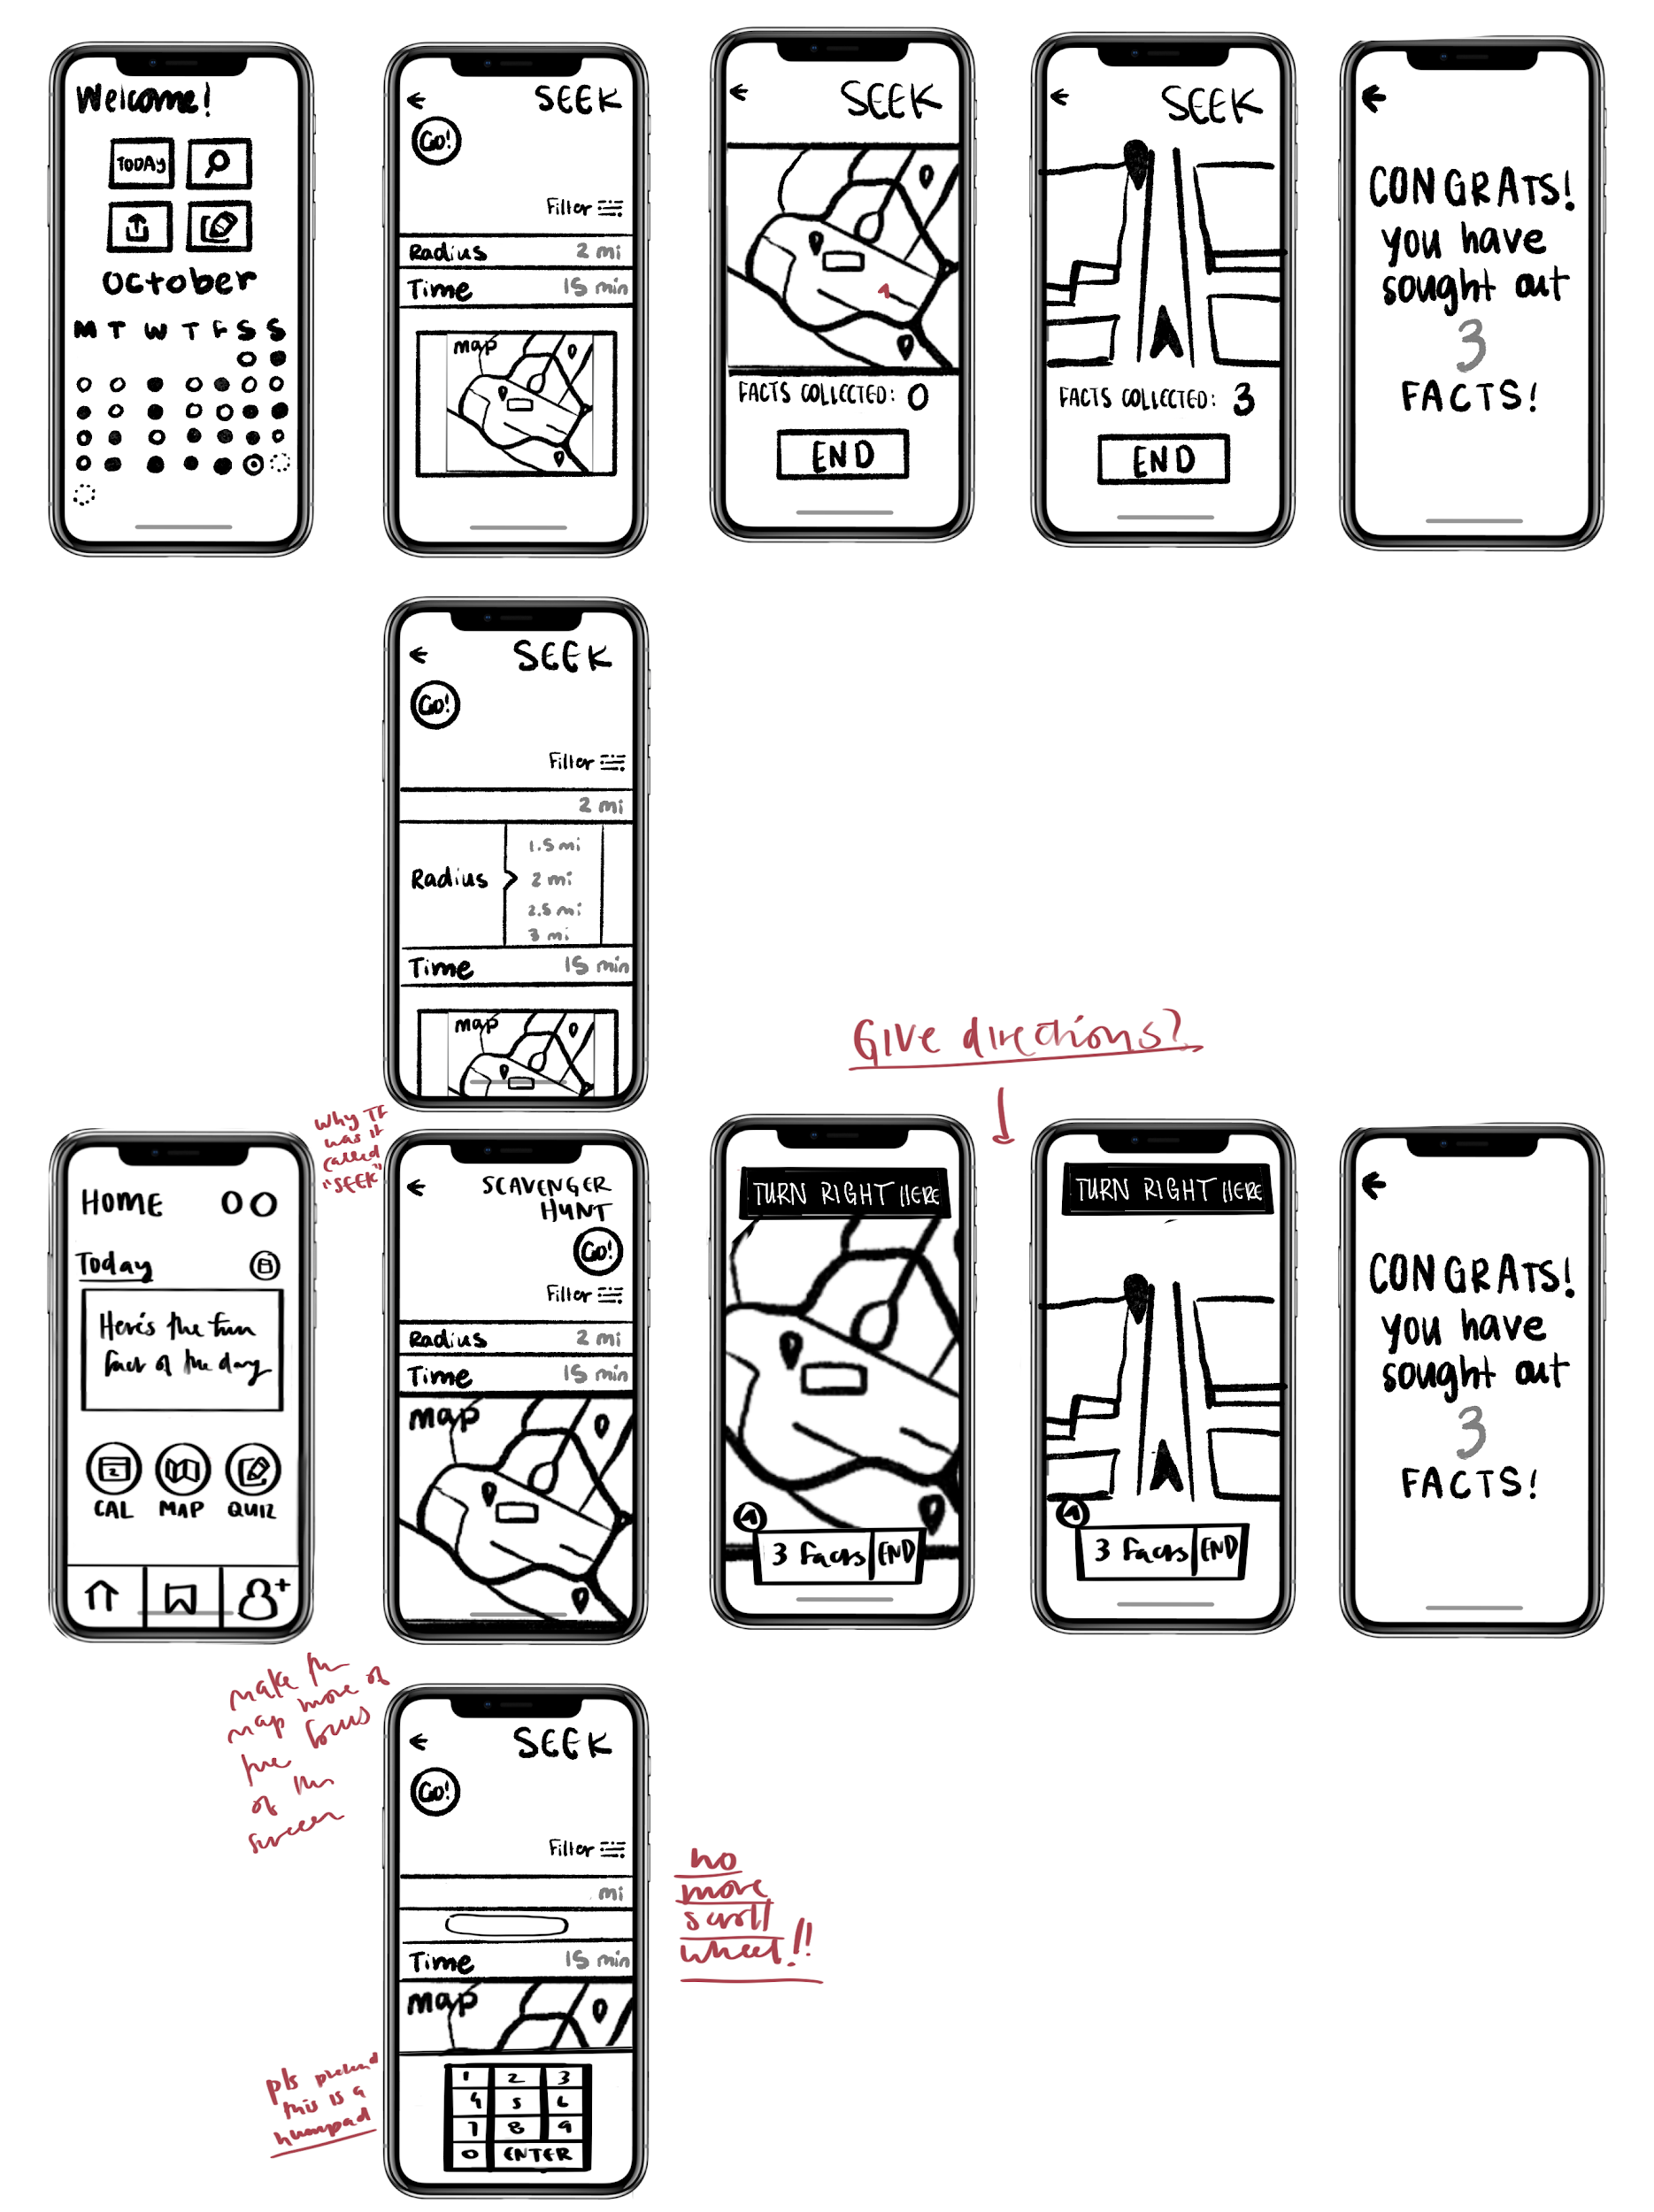 Welcome!
TODAY
October
M T W T F S S
SEEK
Go!
Filter
Radius 2 mi
Time 15 min
map
SEEK
FACTS COLLECTED: 0
END
SEEK
FACTS COLLECTED: 3
END
CONGRATS!
you have
sought out
3
FACTS!
SEEK
Go!
Filter
2 mi
1.5 mi
Radius 2 mi
2.5 mi
3 mi
Time 15 min
map
GIVE directions?
Why TF
was it
called
"SEEK"
HOME
Today
Here's the fun
fact of the day
CAL MAP QUIZ
SCAVENGER
HUNT
Go!
Filter
Radius 2 mi
Time 15 min
map
TURN RIGHT HERE
3 facts END
TURN RIGHT HERE
3 facts END
CONGRATS!
you have
sought out
3
FACTS!
make the
map more of
the focus
of this
screen
SEEK
Go!
Filter
mi
Time 15 min
map
1 2 3
4 5 6
7 8 9
0 ENTER
no
more
scroll
wheel!!
pls pretend
this is a
numpad